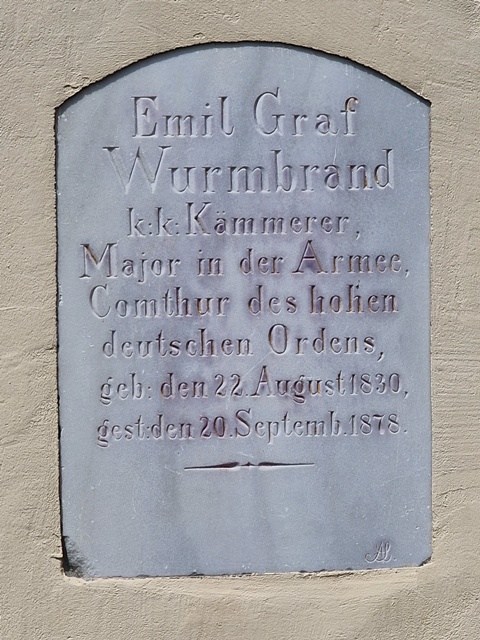 Emil Graf
Wurmbrand
k:k: Kämmerer,
Major in der Armee,
Comthur des hohen
deutschen Ordens,
geb: den 22. August 1830,
gest: den 20. Septemb. 1878.